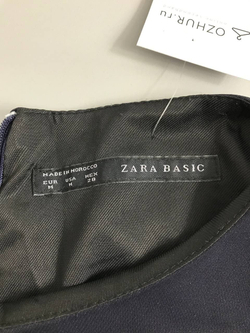 OZHUR.ru
MADE IN MOROCCO
EUR USA MEX
M M 28
ZARA BASIC